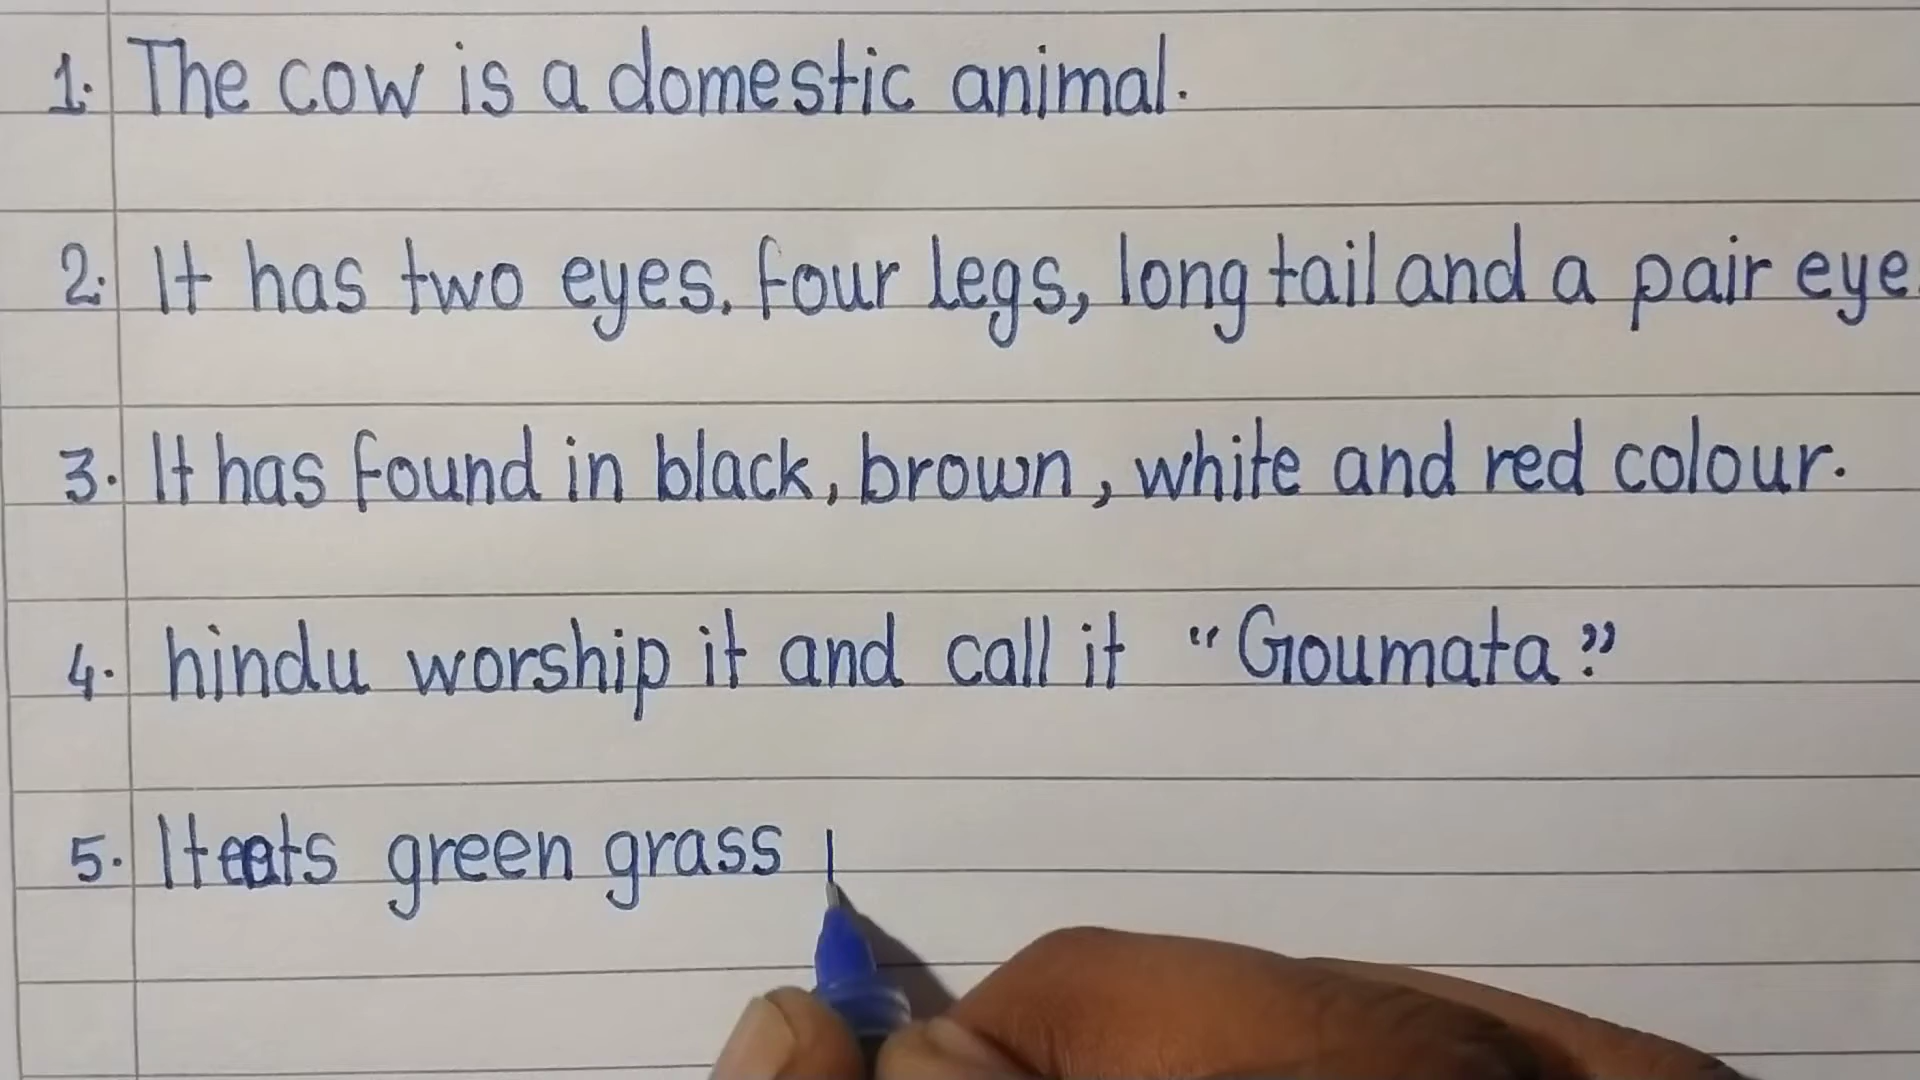 1. The cow is a domestic animal.
2. It has two eyes. four legs, long tail and a pair eye.
3. It has found in black, brown, white and red colour.
4. hindu worship it and call it "Goumata."
5. It eats green grass